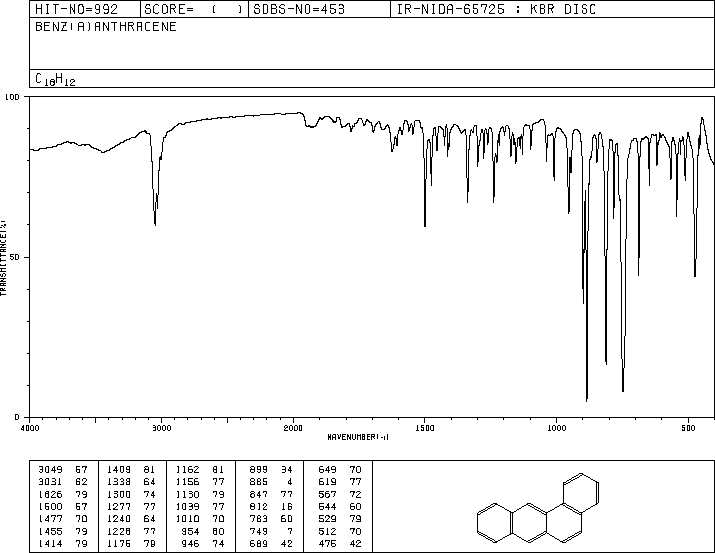 HIT-NO=992 SCORE= ( ) SDBS-NO=453 IR-NIDA-65725 : KBR DISC
BENZ(A)ANTHRACENE
C18H12
100
50
0
TRANSMITTANCE(%)
4000 3000 2000 1500 1000 500
WAVENUMBER(-1)
3049 57 1409 81 1162 81 899 34 649 70
3031 62 1338 64 1156 77 885 4 619 77
1626 79 1300 74 1130 79 847 77 567 72
1500 57 1277 77 1039 77 812 16 544 60
1477 70 1240 64 1010 70 783 60 529 79
1455 79 1228 77 954 60 749 7 512 70
1414 79 1176 79 946 74 689 42 475 42